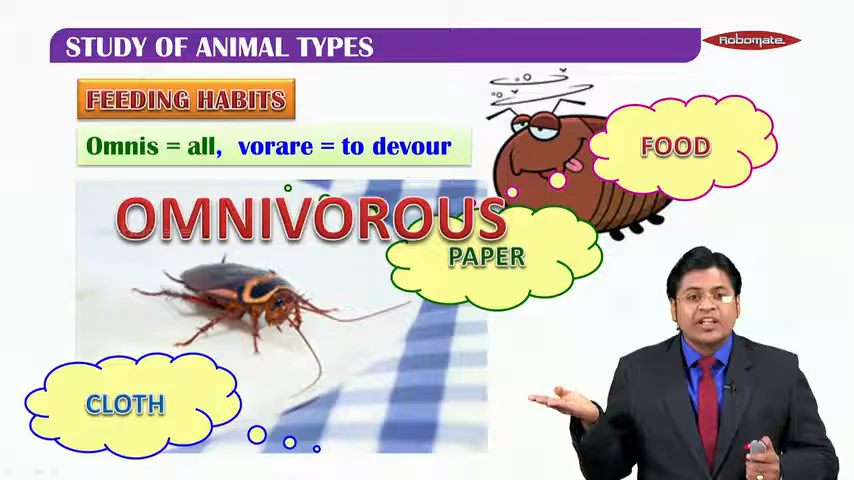 STUDY OF ANIMAL TYPES
Robomate
FEEDING HABITS
Omnis = all, vorare = to devour
FOOD
OMNIVOROUS
PAPER
CLOTH